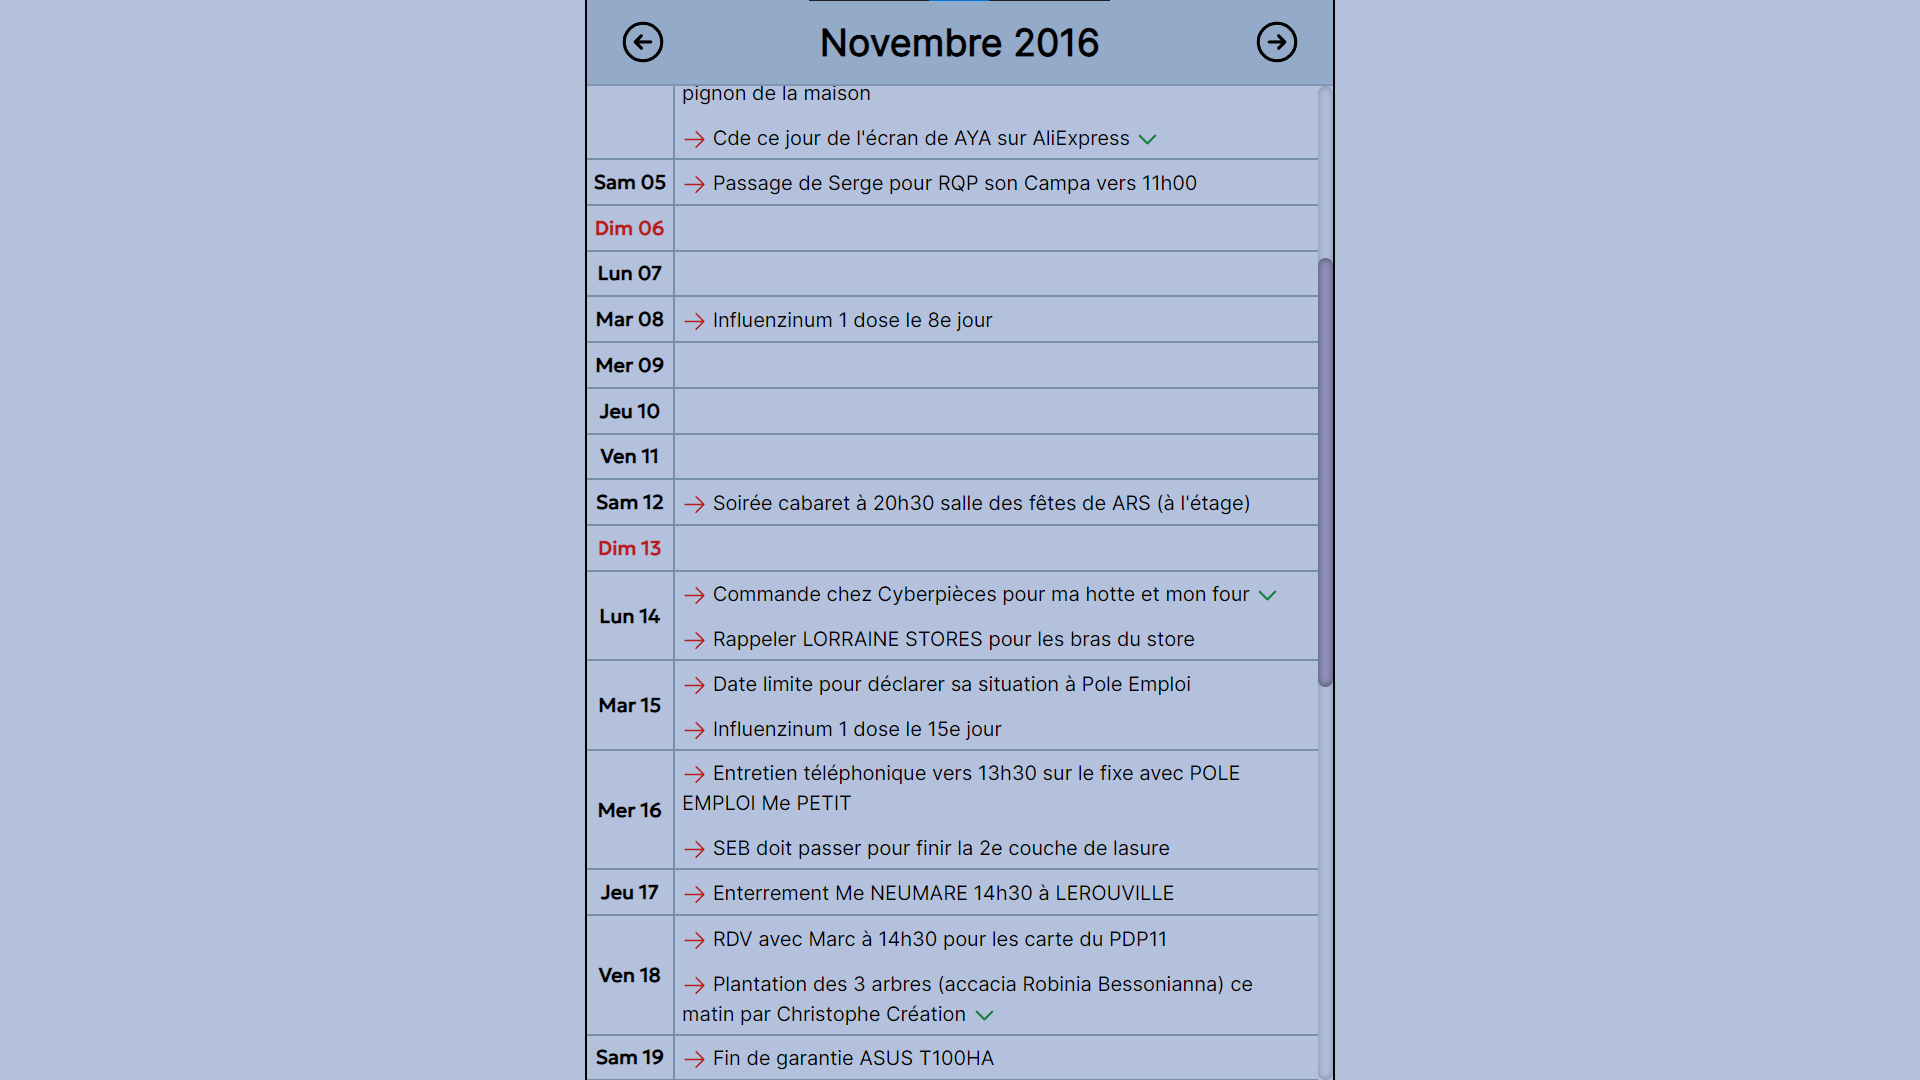 Novembre 2016
pignon de la maison
Cde ce jour de l'écran de AYA sur AliExpress
Sam 05
Passage de Serge pour RQP son Campa vers 11h00
Dim 06
Lun 07
Mar 08
Influenzinum 1 dose le 8e jour
Mer 09
Jeu 10
Ven 11
Sam 12
Soirée cabaret à 20h30 salle des fêtes de ARS (à l'étage)
Dim 13
Lun 14
Commande chez Cyberpièces pour ma hotte et mon four
Rappeler LORRAINE STORES pour les bras du store
Mar 15
Date limite pour déclarer sa situation à Pole Emploi
Influenzinum 1 dose le 15e jour
Mer 16
Entretien téléphonique vers 13h30 sur le fixe avec POLE
EMPLOI Me PETIT
SEB doit passer pour finir la 2e couche de lasure
Jeu 17
Enterrement Me NEUMARE 14h30 à LEROUVILLE
Ven 18
RDV avec Marc à 14h30 pour les carte du PDP11
Plantation des 3 arbres (accacia Robinia Bessonianna) ce
matin par Christophe Création
Sam 19
Fin de garantie ASUS T100HA